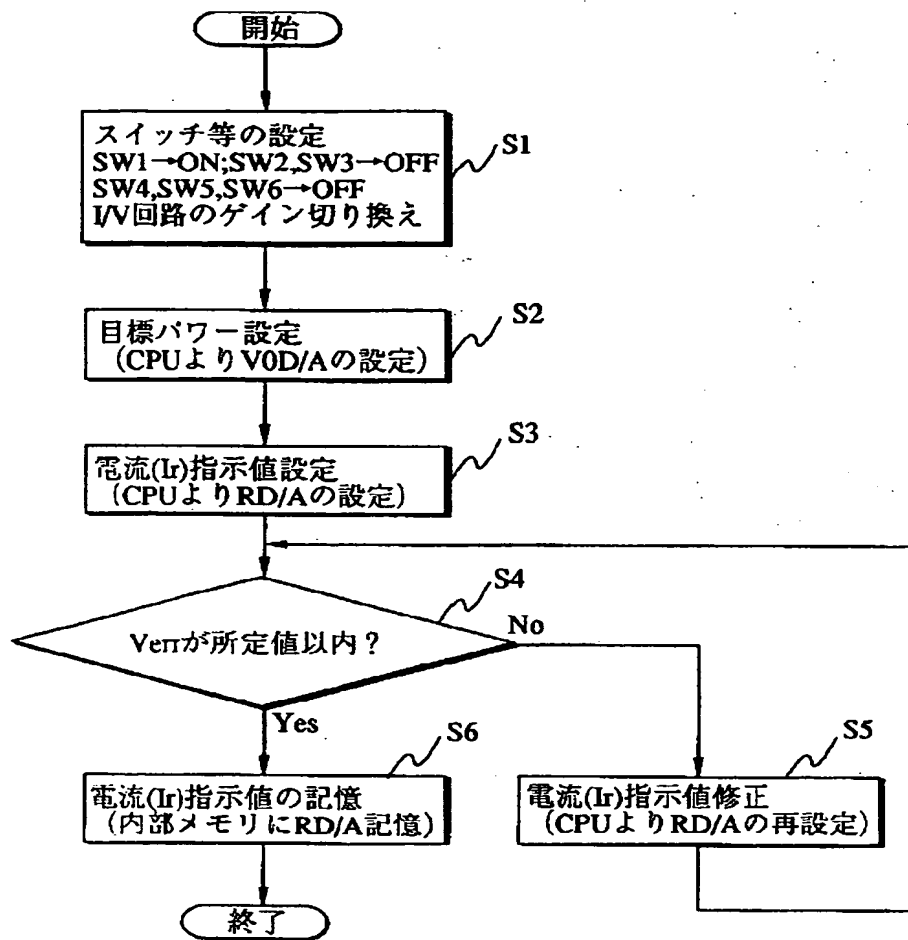 開始
スイッチ等の設定
SW1→ON;SW2,SW3→OFF
SW4,SW5,SW6→OFF
I/V回路のゲイン切り換え
S1
目標パワー設定
(CPUよりV0D/Aの設定)
S2
電流(Ir)指示値設定
(CPUよりRD/Aの設定)
S3
Verrが所定値以内?
S4
No
Yes
電流(Ir)指示値の記憶
(内部メモリにRD/A記憶)
S6
電流(Ir)指示値修正
(CPUよりRD/Aの再設定)
S5
終了